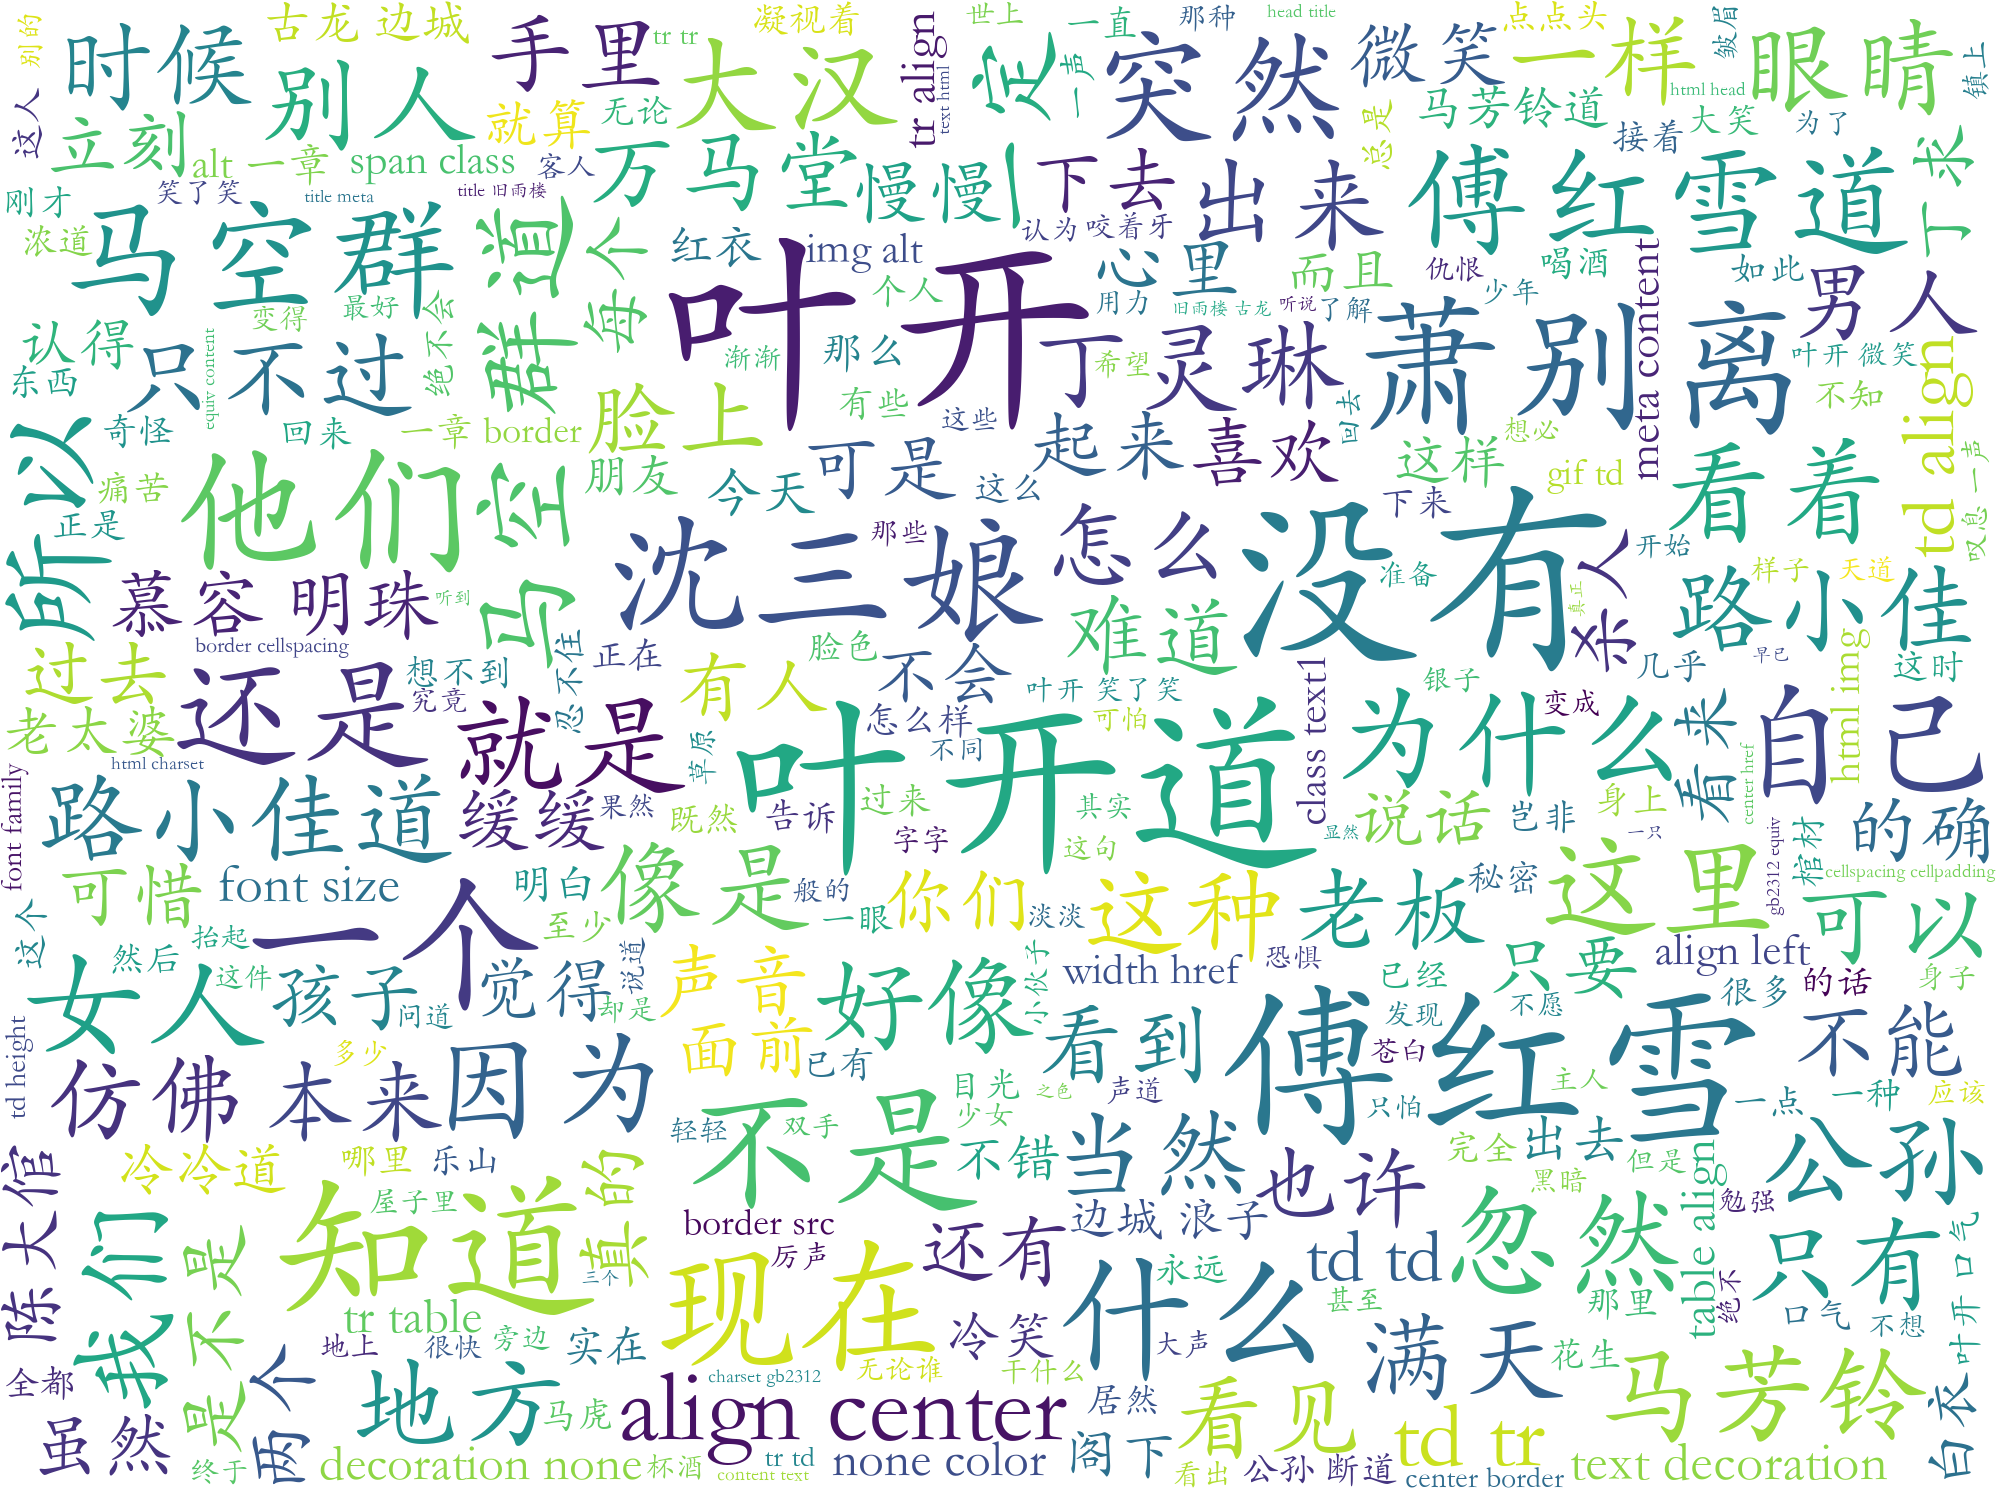 别的
时候
古龙 边城
手里
tr tr
tr align
text html
大汉
凝视着
世上
一定
一直
一声
那种
突然
head title
微笑
点点头
一样
皱眉
眼睛
html head
镇上
这人
立刻
别人
就算
无论
万马堂
慢慢
下去
出来
总是
马芳铃道
接着
大笑
为了
丁求
alt 一章
span class
客人
刚才
笑了笑
title meta
title 旧雨楼
浓道
马空群
马空群道
每个
红衣
img alt
认为
咬着牙
傅红雪道
叶开
心里
而且
仇恨
喝酒
如此
少年
meta content
男人
个人
用力
旧雨楼 古龙
听说
了解
变得
最好
绝不会
认得
只不过
东西
equiv content
奇怪
回来
一章 border
脸上
渐渐
那么
有些
这些
丁灵琳
希望
回去
萧别离
叶开 微笑
不知
td align
所以
痛苦
正是
他们
朋友
今天
可是
这么
起来
喜欢
这样
想必
gif td
看着
叹息一声
下来
那些
沈三娘
怎么
没有
准备
开始
杀人
样子
天道
真正
慕容 明珠
听到
border cellspacing
忍不住
正在
脸色
不会
难道
路小佳
几乎
早已
这时
过去
老太婆
还是
想不到
究竟
就是
有人
叶开 笑了笑
怎么样
可怕
不同
class text1
银子
变成
为什么
看来
自己
html img
html charset
草原
叶开道
font family
路小佳道
缓缓
果然
既然
告诉
过来
其实
字字
这句
显然
说话
岂非
身上
一只
center href
的确
gb2312 equiv
棺材
cellspacing cellpadding
可惜
font size
明白
像是
般的
一眼
你们
淡淡
这种
老板
秘密
这里
可以
这个
然后
抬起
一个
至少
女人
这件
孩子
问道
觉得
说道
却是
声音
好像
小伙子
width href
恐惧
已经
只要
align left
很多
的话
身子
td height
仿佛
多少
本来
因为
面前
已有
看到
发现
不愿
傅红雪
苍白
不能
目光
少女
之色
声道
只怕
主人
一点
一种
应该
陈大倌
冷冷道
哪里
乐山
真的
轻轻
双手
不是
不错
当然
也许
完全
出去
但是
黑暗
公孙
我们
是不是
屋子里
知道
三个
border src
厉声
还有
边城 浪子
永远
什么
td td
甚至
忽然
那里
table align
勉强
绝不
只有
口气
不想
叶开 口气
tr table
现在
全都
两个
地上
很快
旁边
实在
冷笑
大声
满天
花生
白衣
虽然
终于
地方
马虎
charset gb2312
无论谁
干什么
居然
align center
看见
td tr
马芳铃
decoration none
杯酒
tr td
content text
none color
阁下
看出
公孙 断道
center border
text decoration